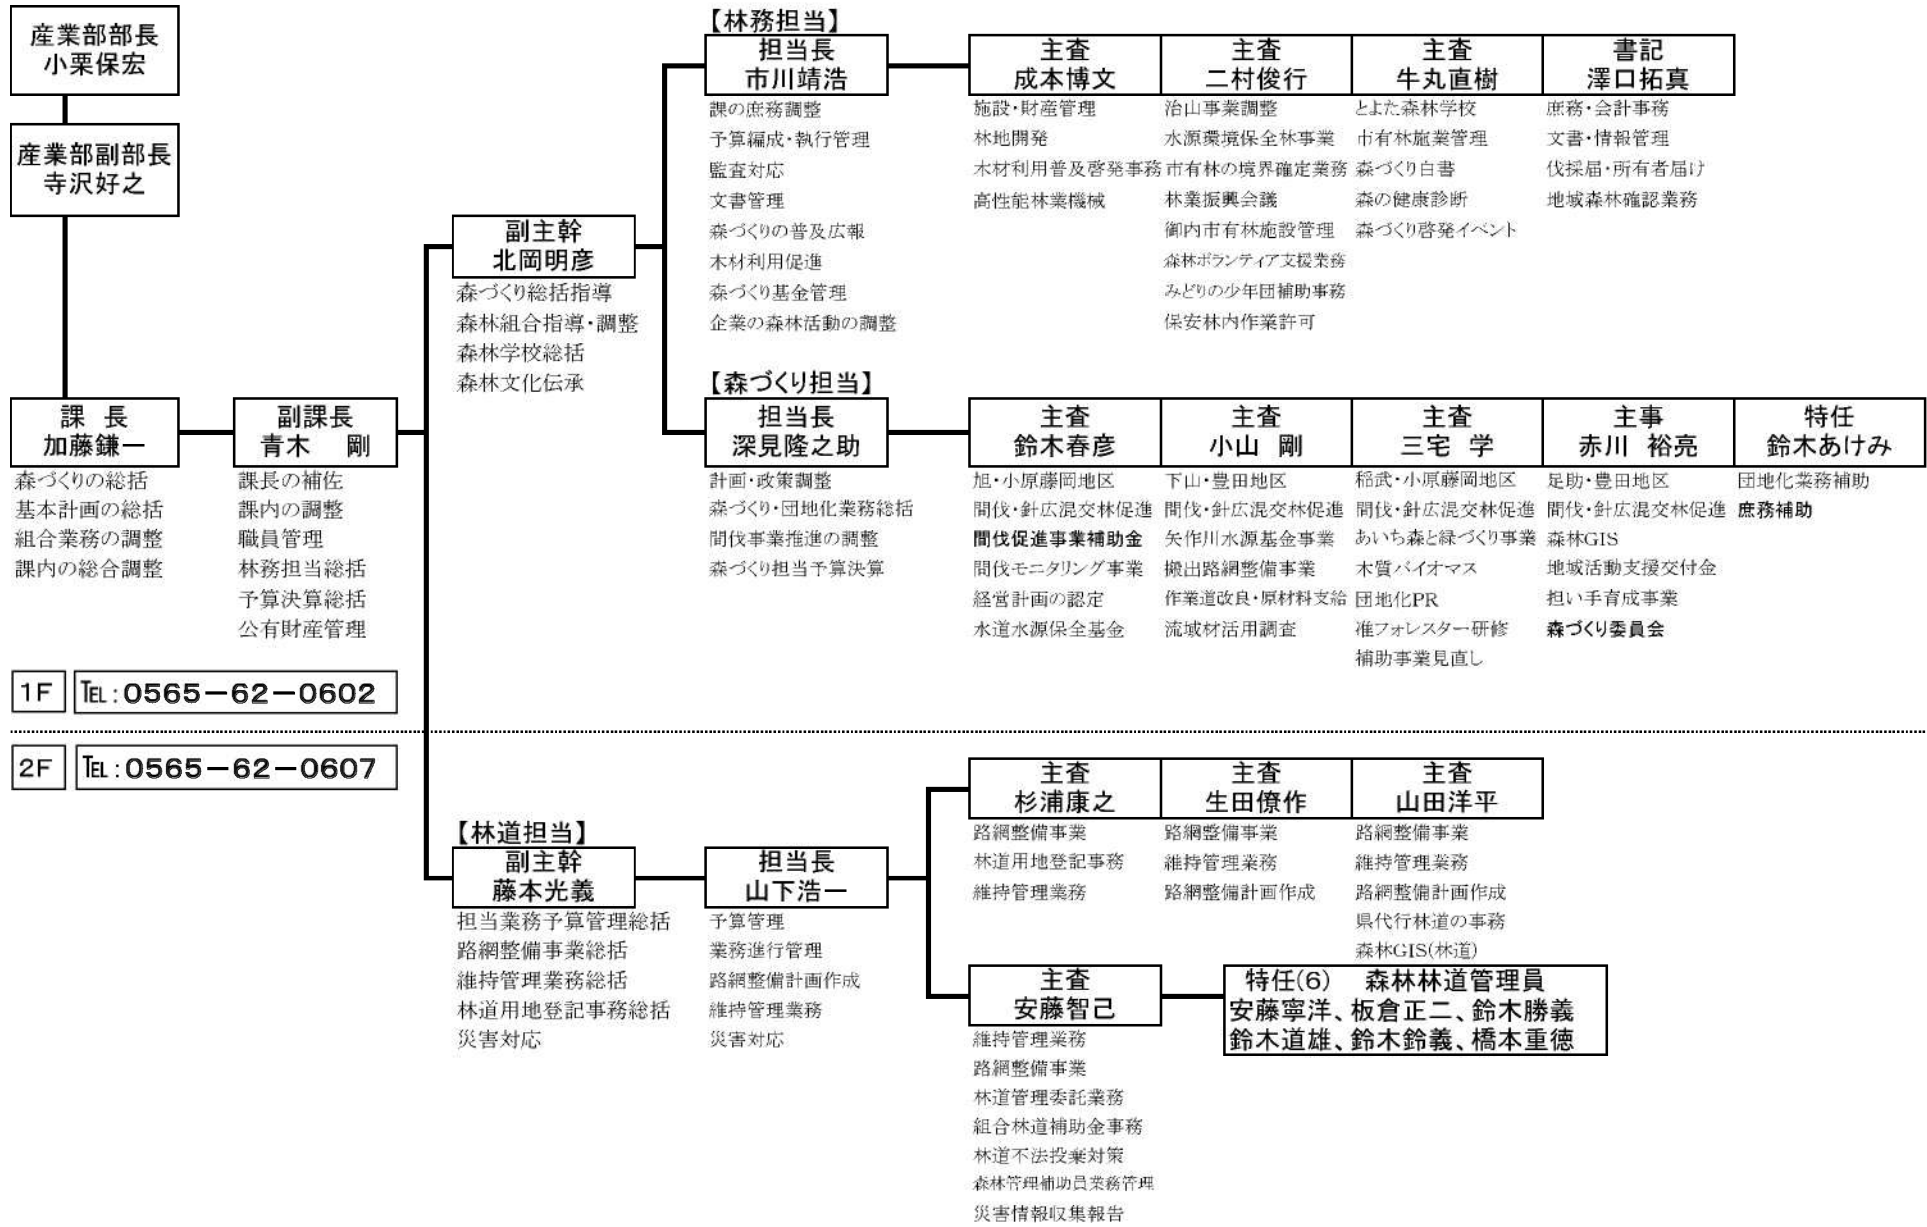 産業部部長
小栗保宏
産業部副部長
寺沢好之
課 長
加藤鎌一
森づくりの総括
基本計画の総括
組合業務の調整
課内の総合調整
副課長
青木 剛
課長の補佐
課内の調整
職員管理
林務担当総括
予算決算総括
公有財産管理
1F
TEL:0565-62-0602
2F
TEL:0565-62-0607
副主幹
北岡明彦
森づくり総括指導
森林組合指導・調整
森林学校総括
森林文化伝承
【林務担当】
担当長
市川靖浩
課の庶務調整
予算編成・執行管理
監査対応
文書管理
森づくりの普及広報
木材利用促進
森づくり基金管理
企業の森林活動の調整
主査
成本博文
施設・財産管理
林地開発
木材利用普及啓発事務
高性能林業機械
主査
二村俊行
治山事業調整
水源環境保全林事業
市有林の境界確定業務
林業振興会議
御内市有林施設管理
森林ボランティア支援業務
みどりの少年団補助事務
保安林内作業許可
主査
牛丸直樹
とよた森林学校
市有林施業管理
森づくり白書
森の健康診断
森づくり啓発イベント
書記
澤口拓真
庶務・会計事務
文書・情報管理
伐採届・所有者届け
地域森林確認業務
【森づくり担当】
担当長
深見隆之助
計画・政策調整
森づくり・団地化業務総括
間伐事業推進の調整
森づくり担当予算決算
主査
鈴木春彦
旭・小原藤岡地区
間伐・針広混交林促進
間伐促進事業補助金
間伐モニタリング事業
経営計画の認定
水道水源保全基金
主査
小山 剛
下山・豊田地区
間伐・針広混交林促進
矢作川水源基金事業
搬出路網整備事業
作業道改良・原材料支給
流域材活用調査
主査
三宅 学
稲武・小原藤岡地区
間伐・針広混交林促進
あいち森と緑づくり事業
木質バイオマス
団地化PR
准フォレスター研修
補助事業見直し
主事
赤川 裕亮
足助・豊田地区
間伐・針広混交林促進
森林GIS
地域活動支援交付金
担い手育成事業
森づくり委員会
特任
鈴木あけみ
団地化業務補助
庶務補助
【林道担当】
副主幹
藤本光義
担当業務予算管理総括
路網整備事業総括
維持管理業務総括
林道用地登記事務総括
災害対応
担当長
山下浩一
予算管理
業務進行管理
路網整備計画作成
維持管理業務
災害対応
主査
杉浦康之
路網整備事業
林道用地登記事務
維持管理業務
主査
生田僚作
路網整備事業
維持管理業務
路網整備計画作成
主査
山田洋平
路網整備事業
維持管理業務
路網整備計画作成
県代行林道の事務
森林GIS(林道)
主査
安藤智己
維持管理業務
路網整備事業
林道管理委託業務
組合林道補助金事務
林道不法投棄対策
森林管理補助員業務管理
災害情報収集報告
特任(6) 森林林道管理員
安藤寧洋、板倉正二、鈴木勝義
鈴木道雄、鈴木鈴義、橋本重徳